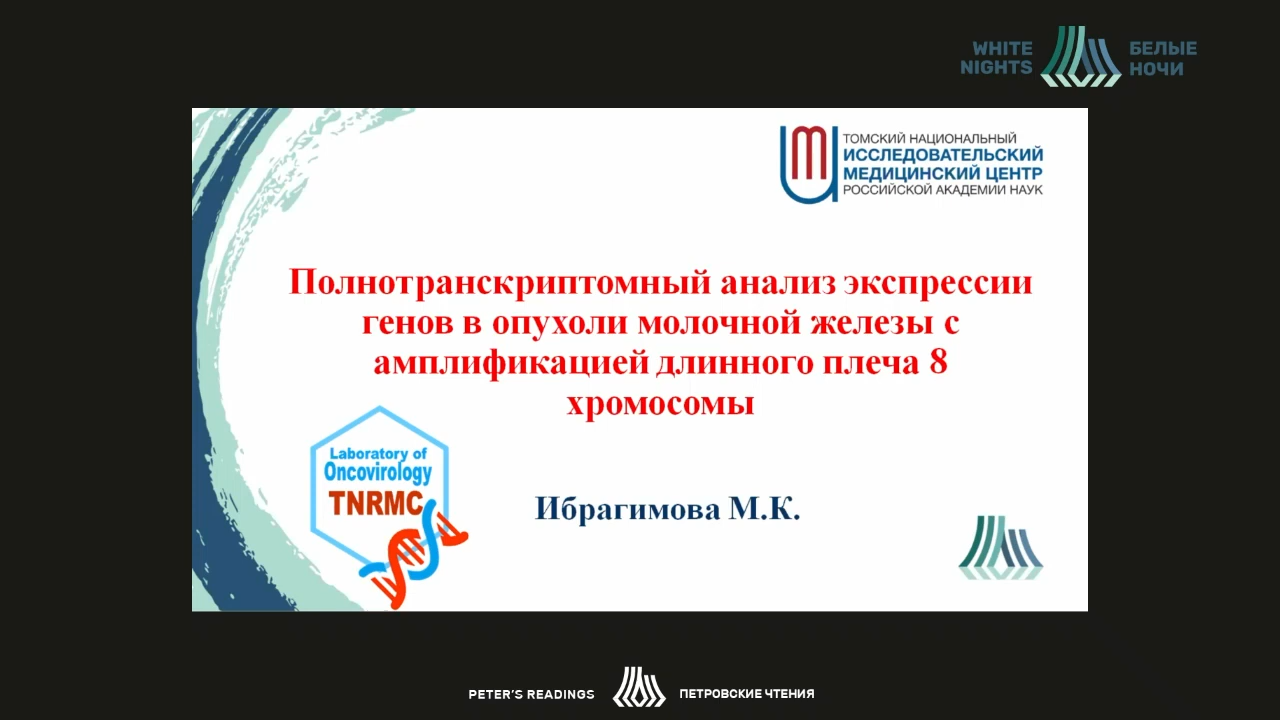 WHITE
NIGHTS
БЕЛЫЕ
НОЧИ
ТОМСКИЙ НАЦИОНАЛЬНЫЙ
ИССЛЕДОВАТЕЛЬСКИЙ
МЕДИЦИНСКИЙ ЦЕНТР
РОССИЙСКОЙ АКАДЕМИИ НАУК
Полнотранскриптомный анализ экспрессии
генов в опухоли молочной железы с
амплификацией длинного плеча 8
хромосомы
Laboratory of
Oncovirology
TNRMC
Ибрагимова М.К.
PETER'S READINGS
ПЕТРОВСКИЕ ЧТЕНИЯ